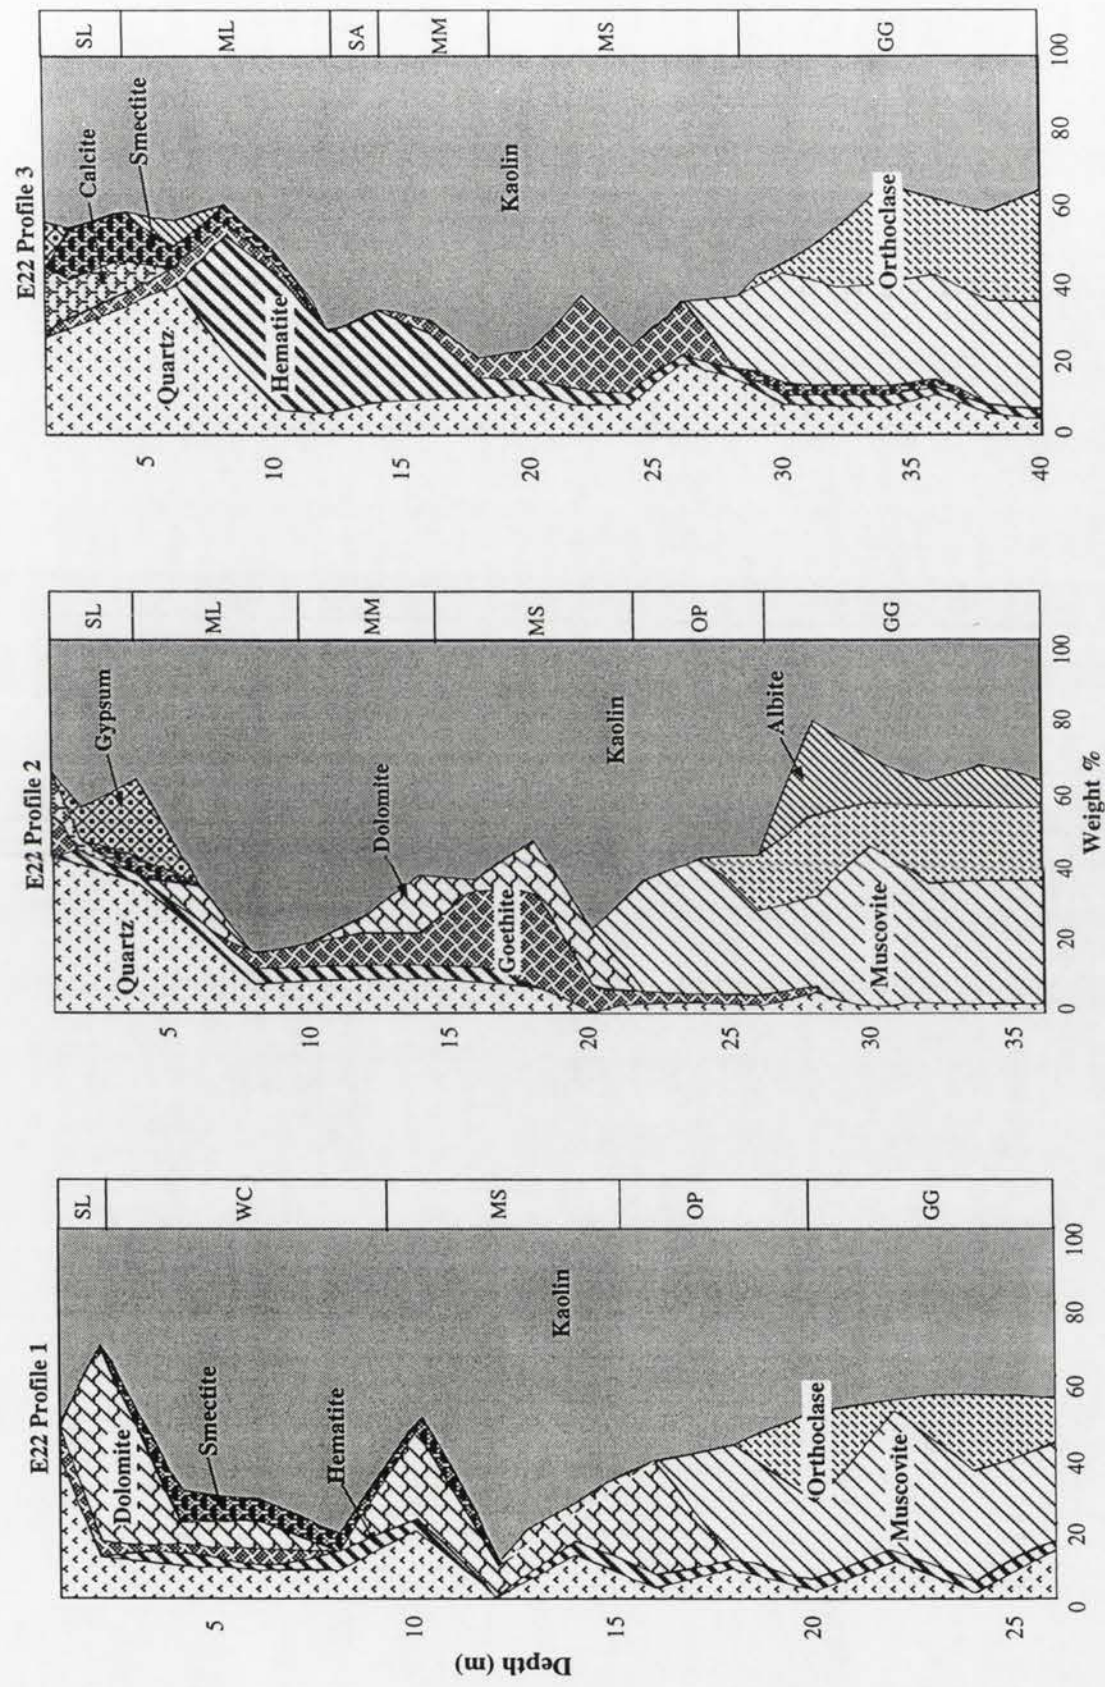 E22 Profile 1
SL
WC
MS
OP
GG
Dolomite
Smectite
Hematite
Kaolin
Orthoclase
Muscovite
5
10
15
20
25
0
20
40
60
80
100
Depth (m)
E22 Profile 2
SL
ML
MM
MS
OP
GG
Quartz
Gypsum
Dolomite
Goethite
Kaolin
Albite
Muscovite
5
10
15
20
25
30
35
0
20
40
60
80
100
Weight %
E22 Profile 3
SL
ML
SA
MM
MS
GG
Calcite
Smectite
Quartz
Hematite
Kaolin
Orthoclase
5
10
15
20
25
30
35
40
0
20
40
60
80
100